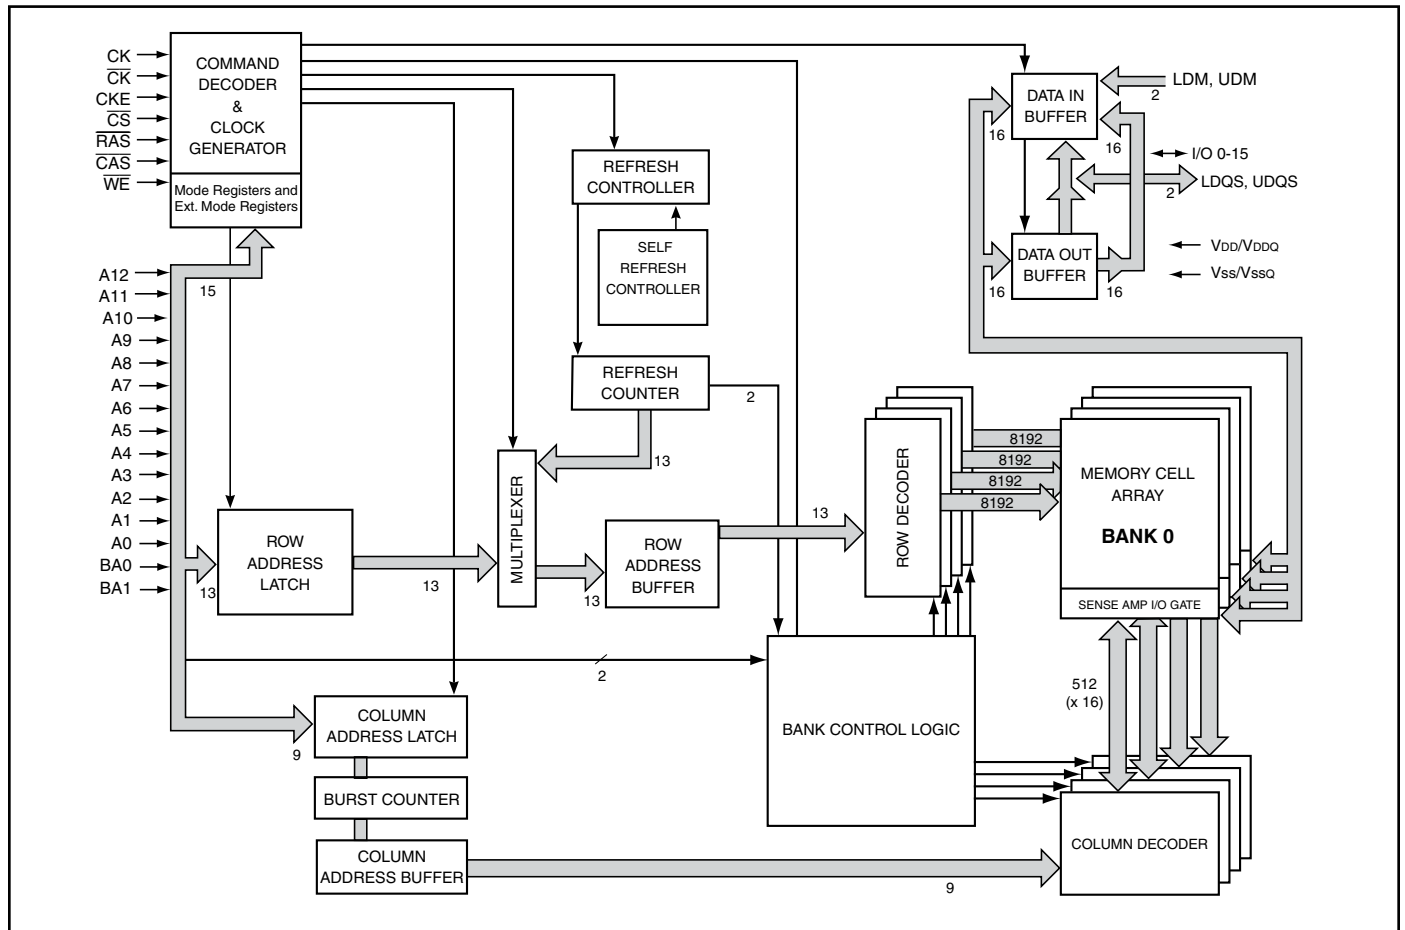 CK
CK
CKE
CS
RAS
CAS
WE
COMMAND
DECODER
&
CLOCK
GENERATOR
Mode Registers and
Ext. Mode Registers
DATA IN
BUFFER
LDM, UDM
2
16
16
I/O 0-15
LDQS, UDQS
2
DATA OUT
BUFFER
16
16
VDD/VDDQ
Vss/VssQ
REFRESH
CONTROLLER
SELF
REFRESH
CONTROLLER
REFRESH
COUNTER
2
13
A12
A11
A10
A9
A8
A7
A6
A5
A4
A3
A2
A1
A0
BA0
BA1
15
13
ROW
ADDRESS
LATCH
13
MULTIPLEXER
13
ROW
ADDRESS
BUFFER
13
ROW DECODER
8192
8192
8192
8192
MEMORY CELL
ARRAY
BANK 0
SENSE AMP I/O GATE
2
BANK CONTROL LOGIC
512
(x 16)
9
COLUMN
ADDRESS LATCH
BURST COUNTER
COLUMN
ADDRESS BUFFER
9
COLUMN DECODER